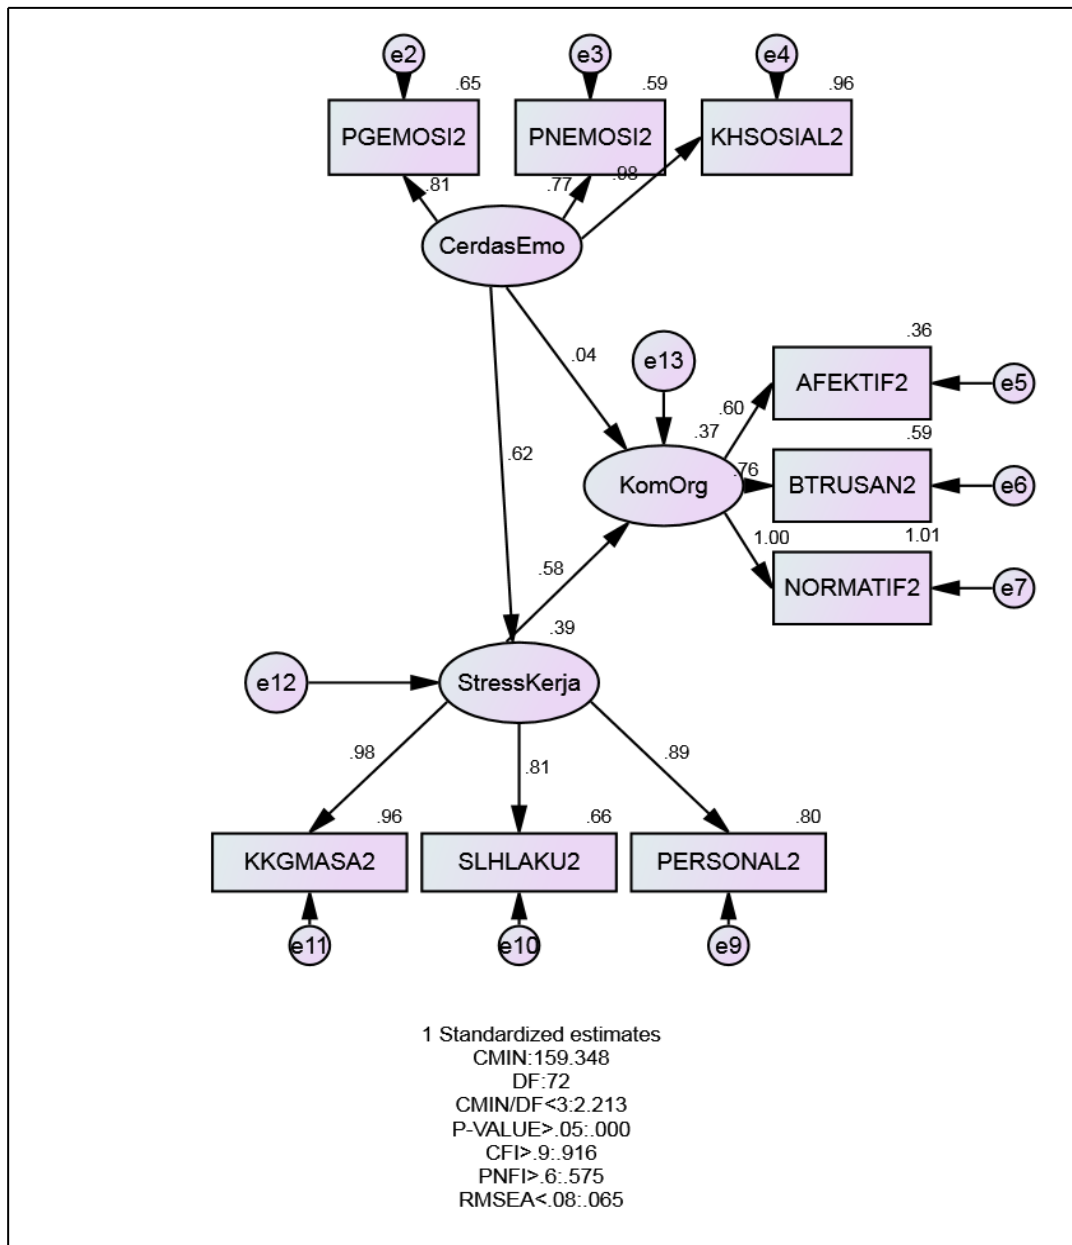 e2
e3
e4
.65
.59
.96
PGEMOSI2
PNEMOSI2
KHSOSIAL2
.81
.77
.98
CerdasEmo
.04
.62
e13
.36
AFEKTIF2
e5
.60
.37
.59
KomOrg
.76
BTRUSAN2
e6
1.00
1.01
NORMATIF2
e7
.58
.39
e12
StressKerja
.98
.81
.89
.96
.66
.80
KKGMASA2
SLHLAKU2
PERSONAL2
e11
e10
e9
1 Standardized estimates
CMIN:159.348
DF:72
CMIN/DF<3:2.213
P-VALUE>.05:.000
CFI>.9:.916
PNFI>.6:.575
RMSEA<.08:.065